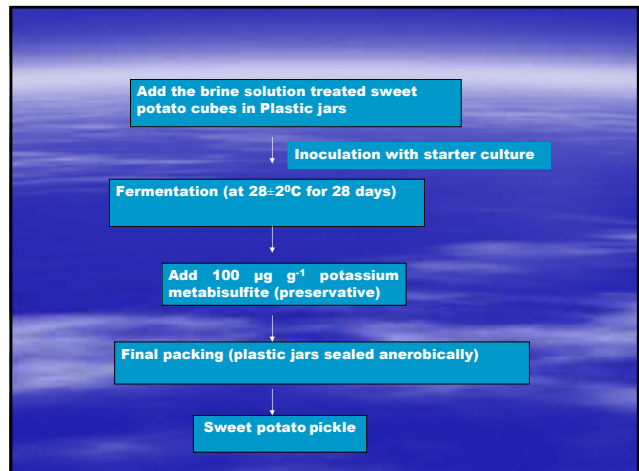 Add the brine solution treated sweet
potato cubes in Plastic jars
Inoculation with starter culture
Fermentation (at 28±2⁰C for 28 days)
Add 100 µg g⁻¹ potassium
metabisulfite (preservative)
Final packing (plastic jars sealed anerobically)
Sweet potato pickle